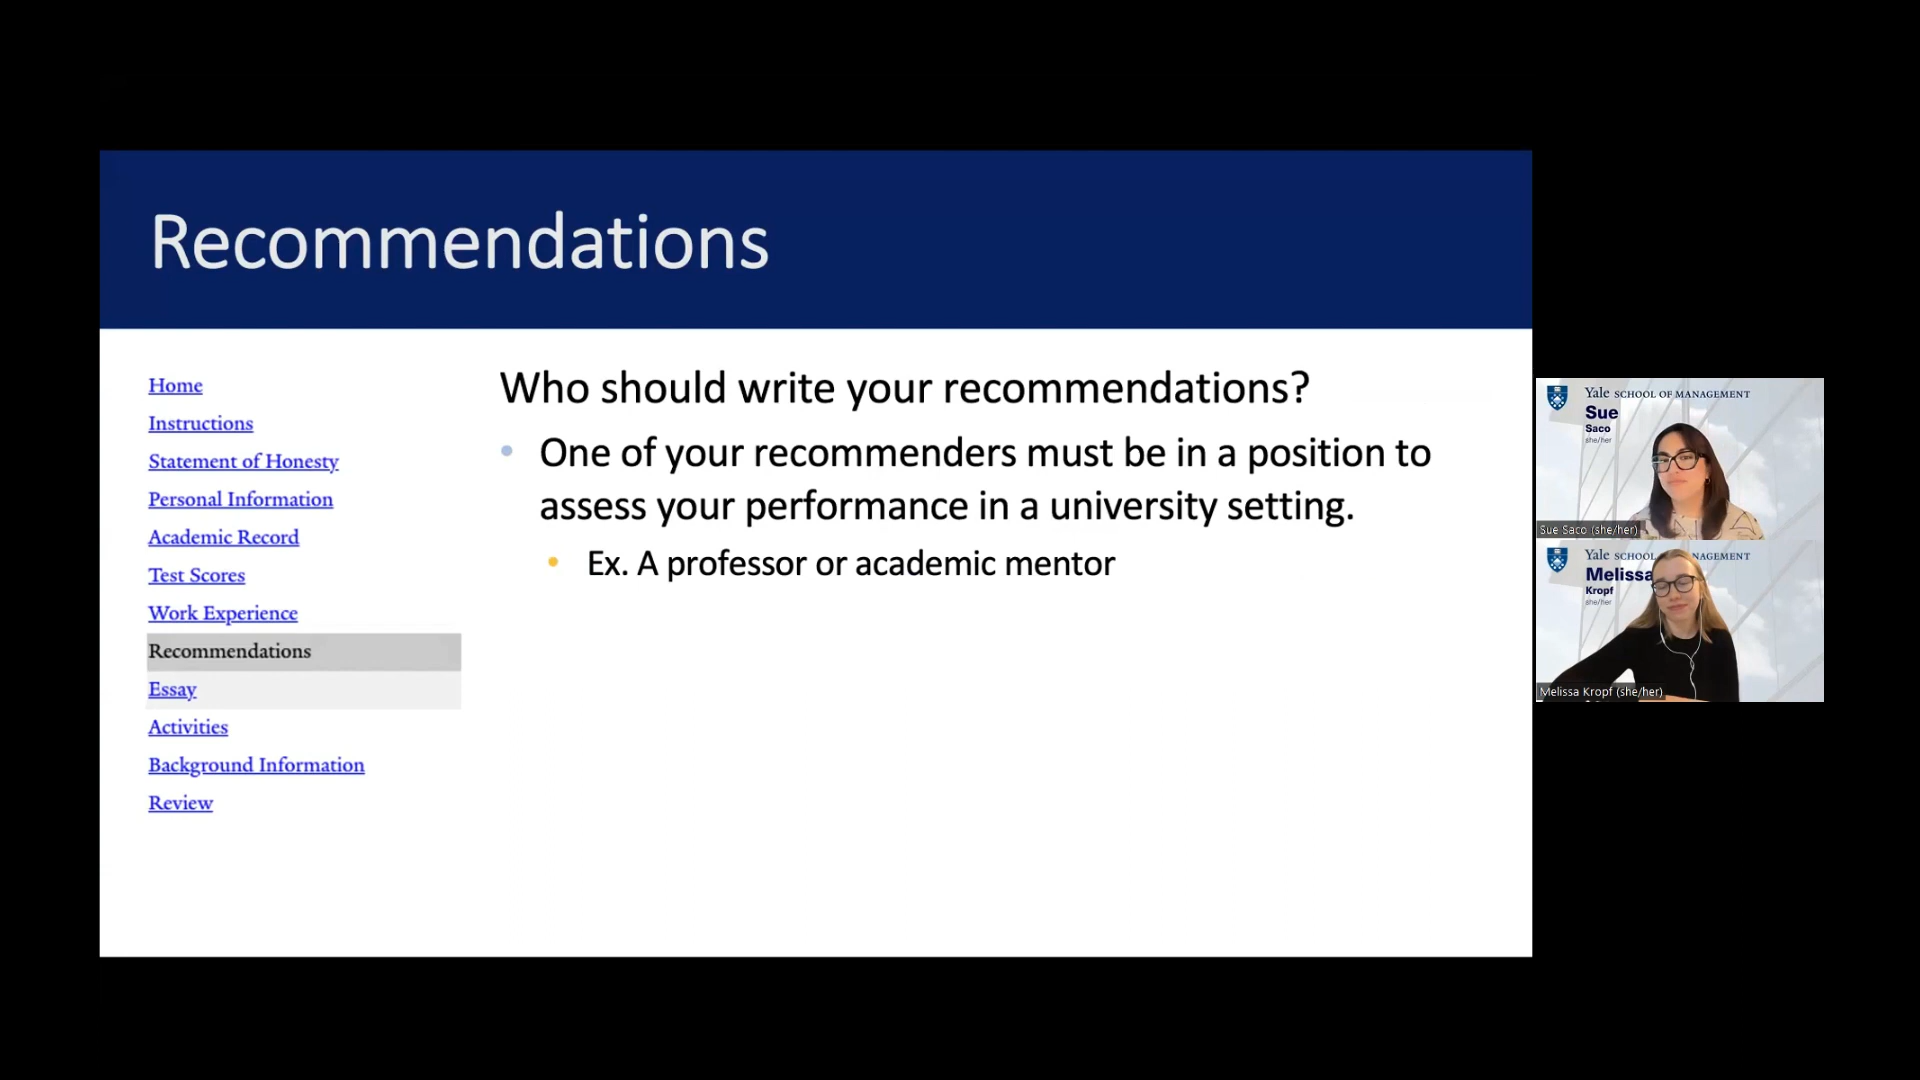 Recommendations
Home
Instructions
Statement of Honesty
Personal Information
Academic Record
Test Scores
Work Experience
Recommendations
Essay
Activities
Background Information
Review
Who should write your recommendations?
One of your recommenders must be in a position to
assess your performance in a university setting.
Ex. A professor or academic mentor
Yale SCHOOL OF MANAGEMENT
Sue
Saco
she/her
Sue Saco (she/her)
Yale SCHOOL NAGEMENT
Melissa
Kropf
she/her
Melissa Kropf (she/her)